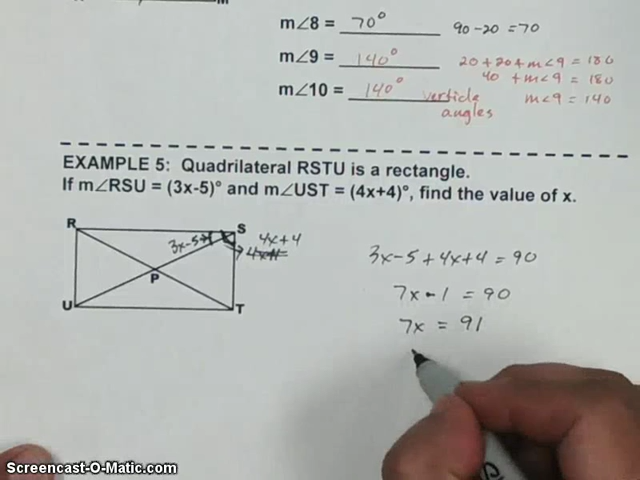 m∠8 = 70° 90-20 =70
m∠9 = 140° 20+20+m<9 = 180
40 +m<9 = 180
m∠10 = 140° verticle angles m<9 = 140
EXAMPLE 5: Quadrilateral RSTU is a rectangle.
If m∠RSU = (3x-5)° and m∠UST = (4x+4)°, find the value of x.
R S
3x-5 4x+4
P
U T
3x-5+4x+4 = 90
7x-1 = 90
7x = 91
Screencast-O-Matic.com